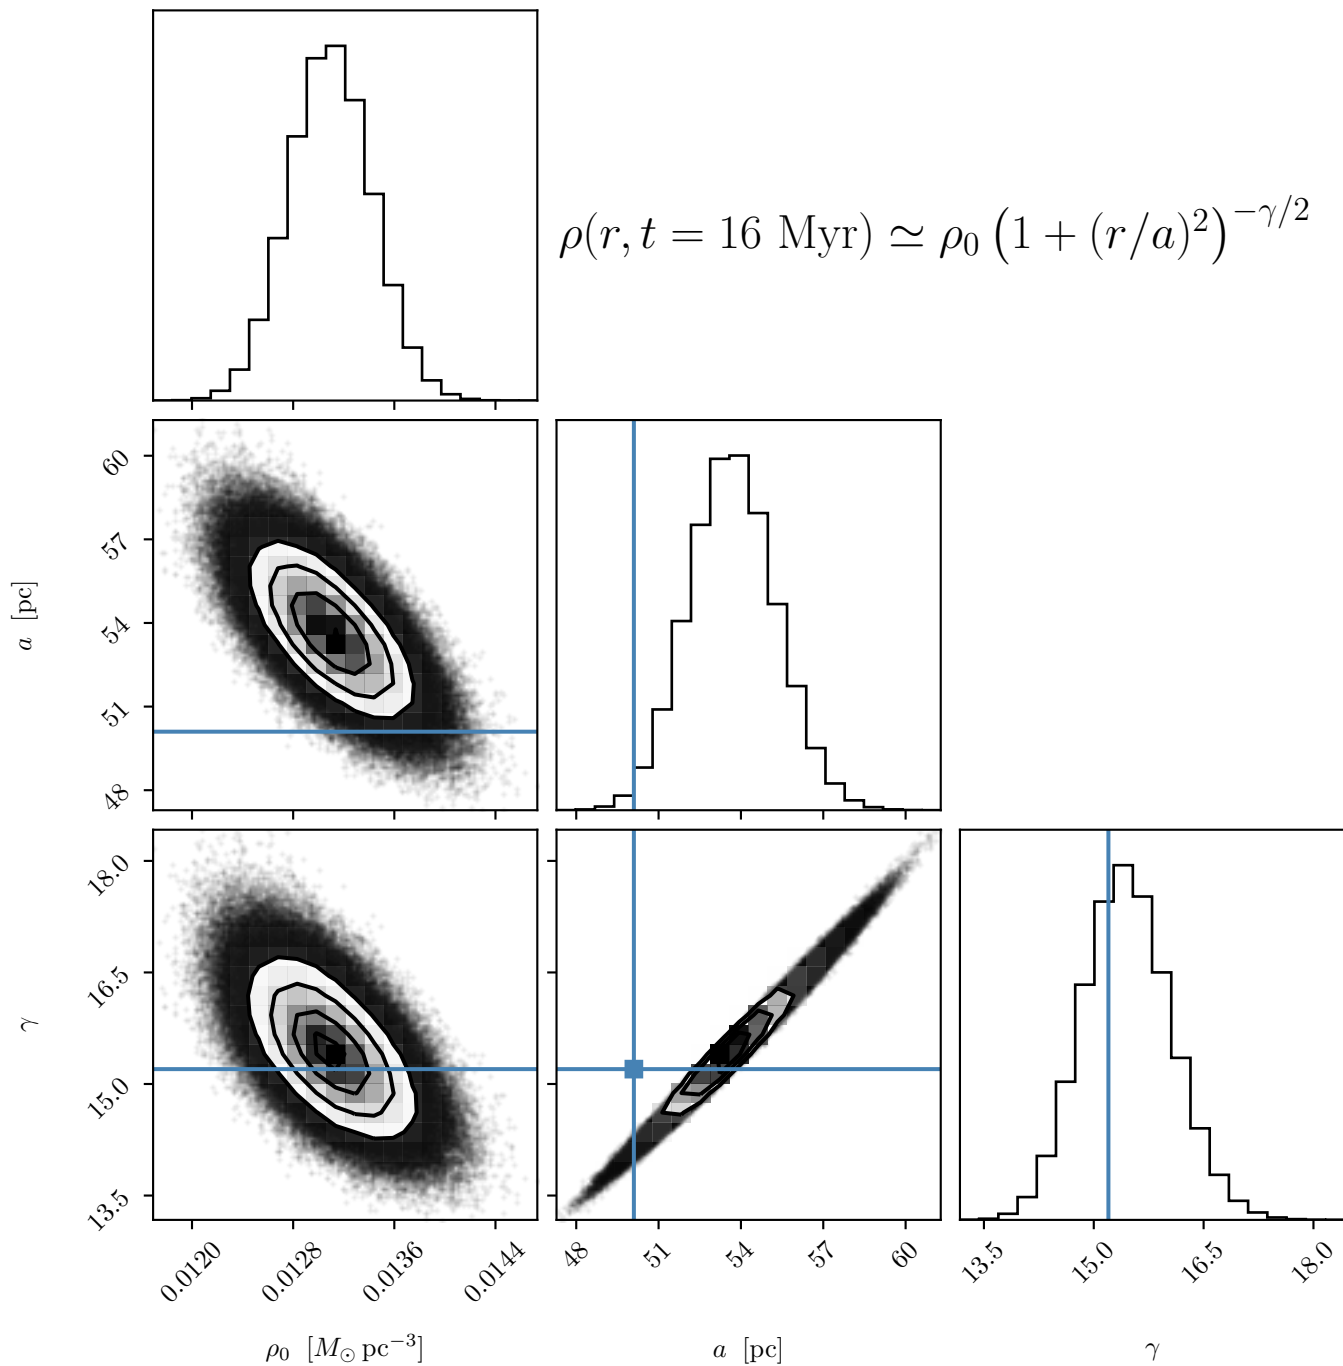 ρ(r, t = 16 Myr) ≃ ρ₀ (1 + (r/a)²)^{−γ/2}
60
57
54
51
48
a [pc]
18.0
16.5
15.0
13.5
γ
0.0120 0.0128 0.0136 0.0144
48 51 54 57 60
13.5 15.0 16.5 18.0
ρ₀ [M⊙ pc⁻³]
a [pc]
γ